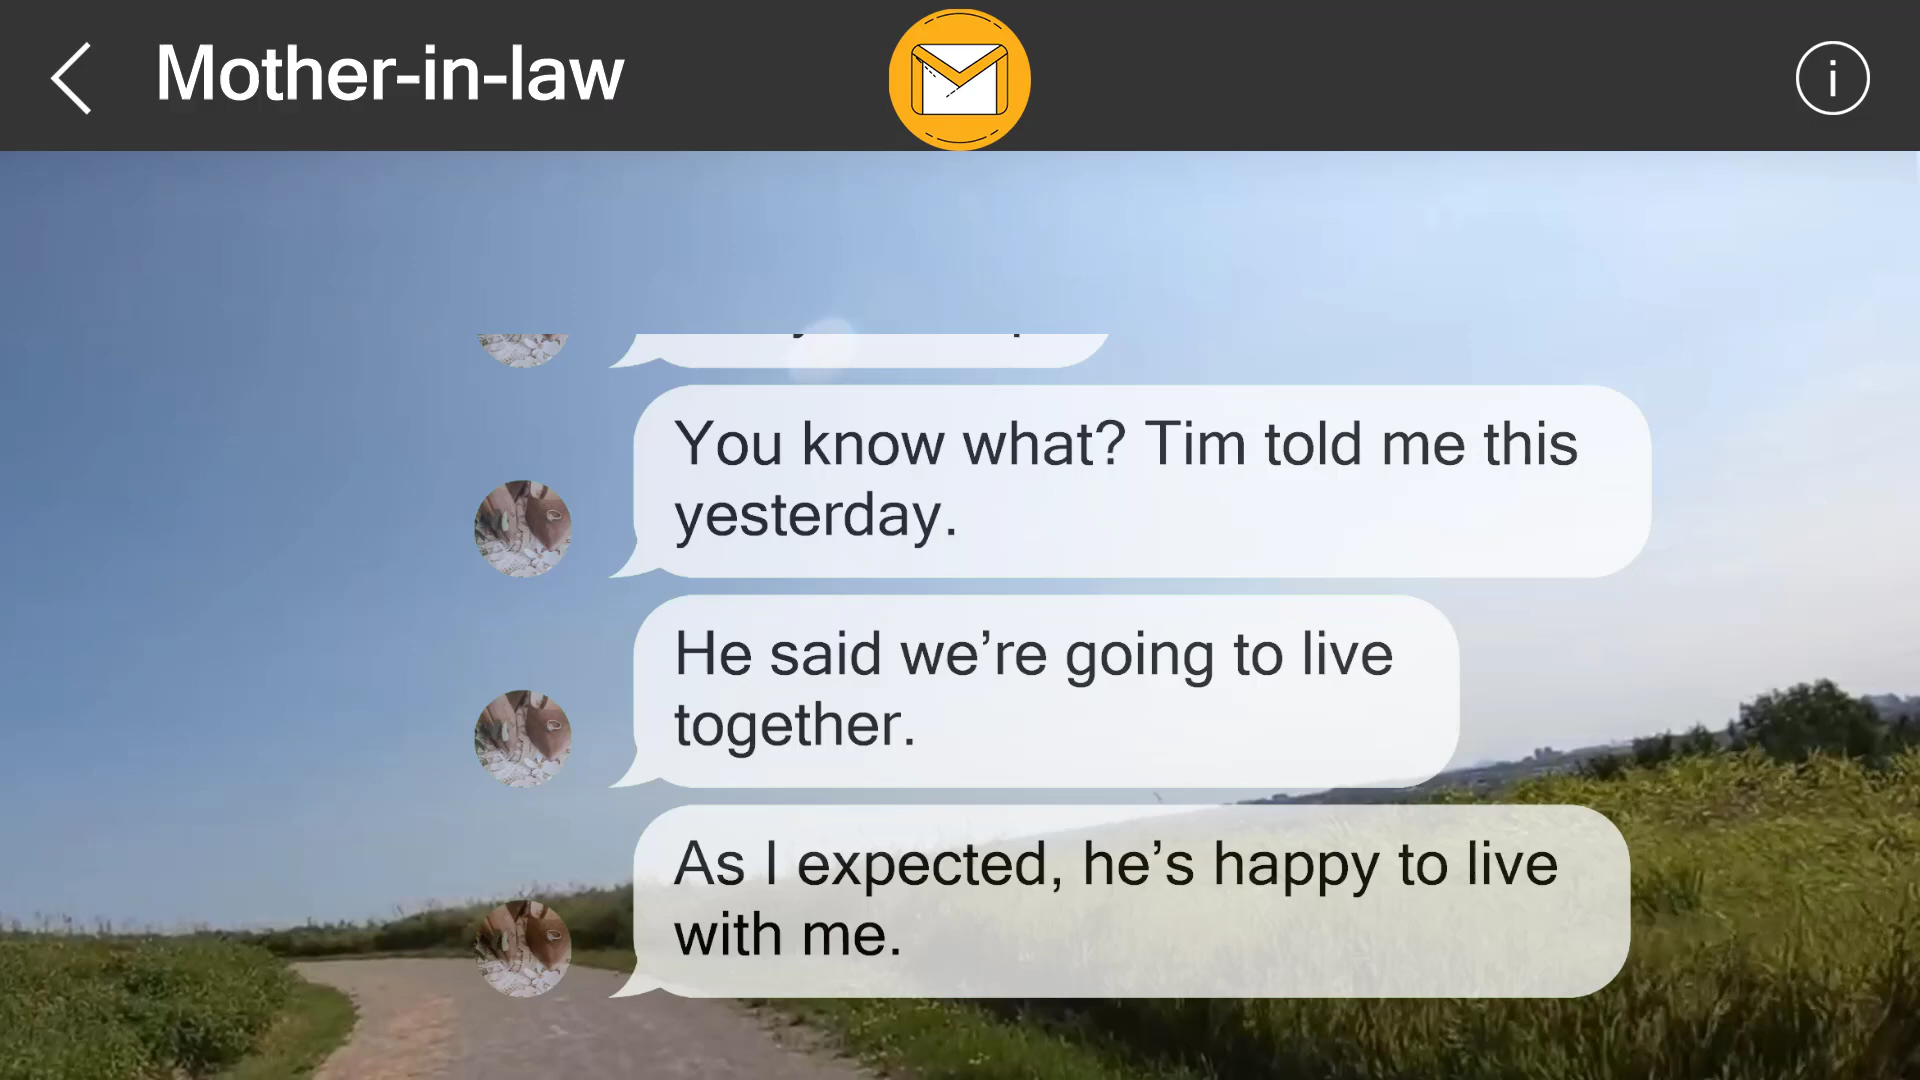 Mother-in-law
You know what? Tim told me this
yesterday.
He said we’re going to live
together.
As I expected, he’s happy to live
with me.